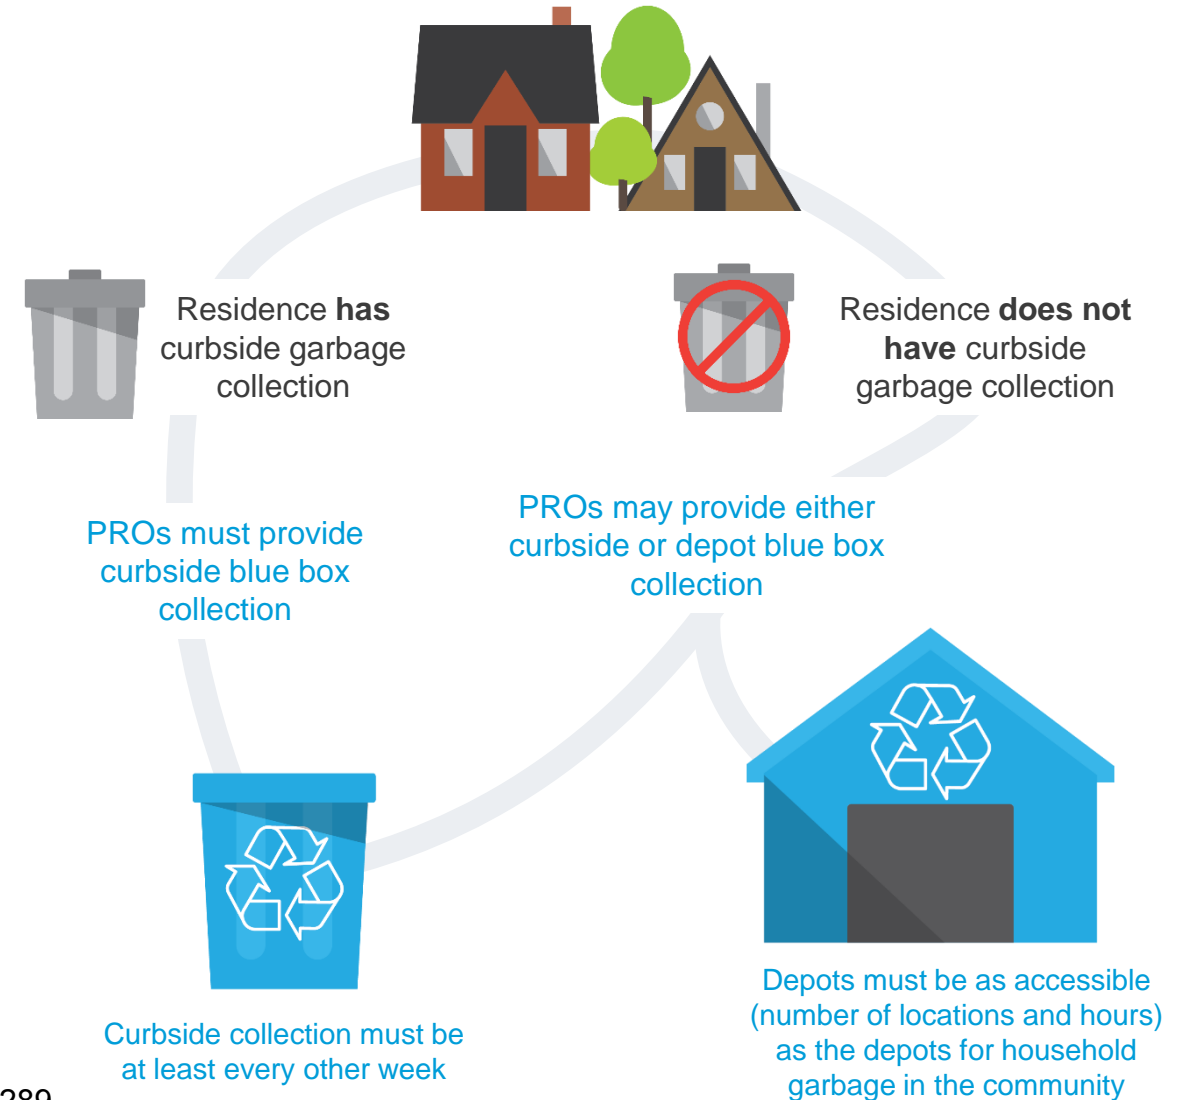 Residence has
curbside garbage
collection
Residence does not
have curbside
garbage collection
PROs must provide
curbside blue box
collection
PROs may provide either
curbside or depot blue box
collection
Curbside collection must be
at least every other week
Depots must be as accessible
(number of locations and hours)
as the depots for household
garbage in the community
289